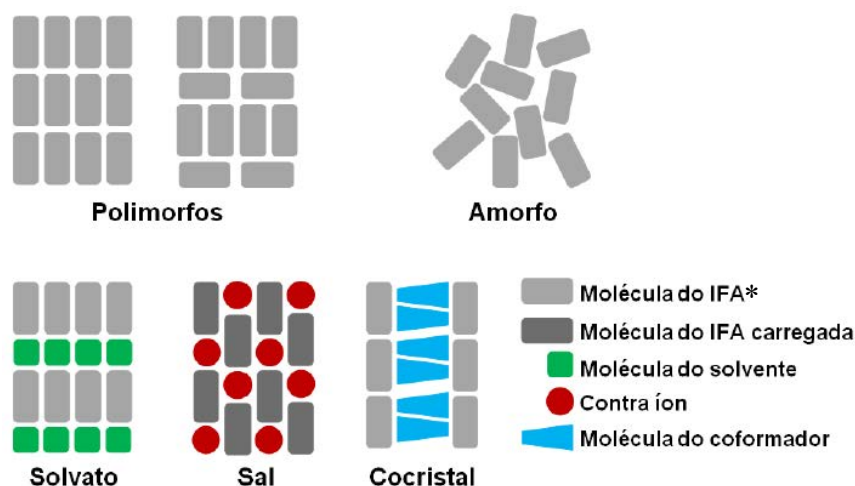 Polimorfos
Amorfo
Molécula do IFA*
Molécula do IFA carregada
Molécula do solvente
Contra íon
Molécula do coformador
Solvato
Sal
Cocristal